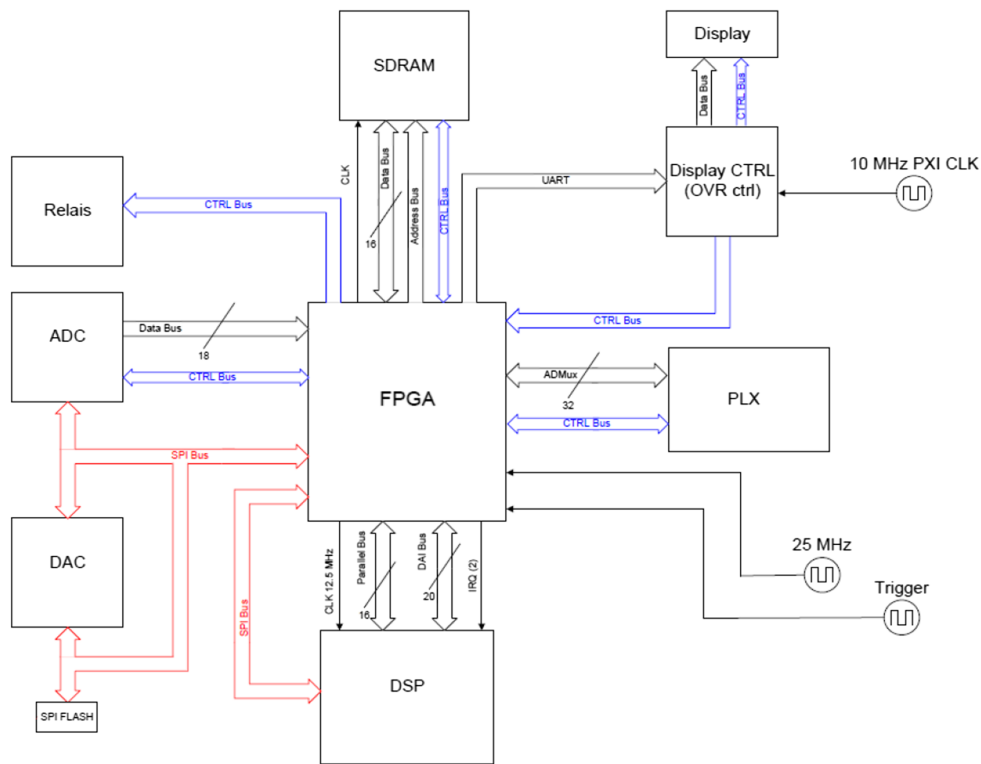 Display
SDRAM
Data Bus
CTRL Bus
Display CTRL
(OVR ctrl)
10 MHz PXI CLK
CLK
Data Bus
16
Address Bus
CTRL Bus
UART
Relais
CTRL Bus
CTRL Bus
ADC
Data Bus
18
CTRL Bus
FPGA
ADMux
32
CTRL Bus
PLX
SPI Bus
DAC
SPI Bus
CLK 12.5 MHz
Parallel Bus
16
DAI Bus
20
IRQ (2)
25 MHz
Trigger
DSP
SPI FLASH